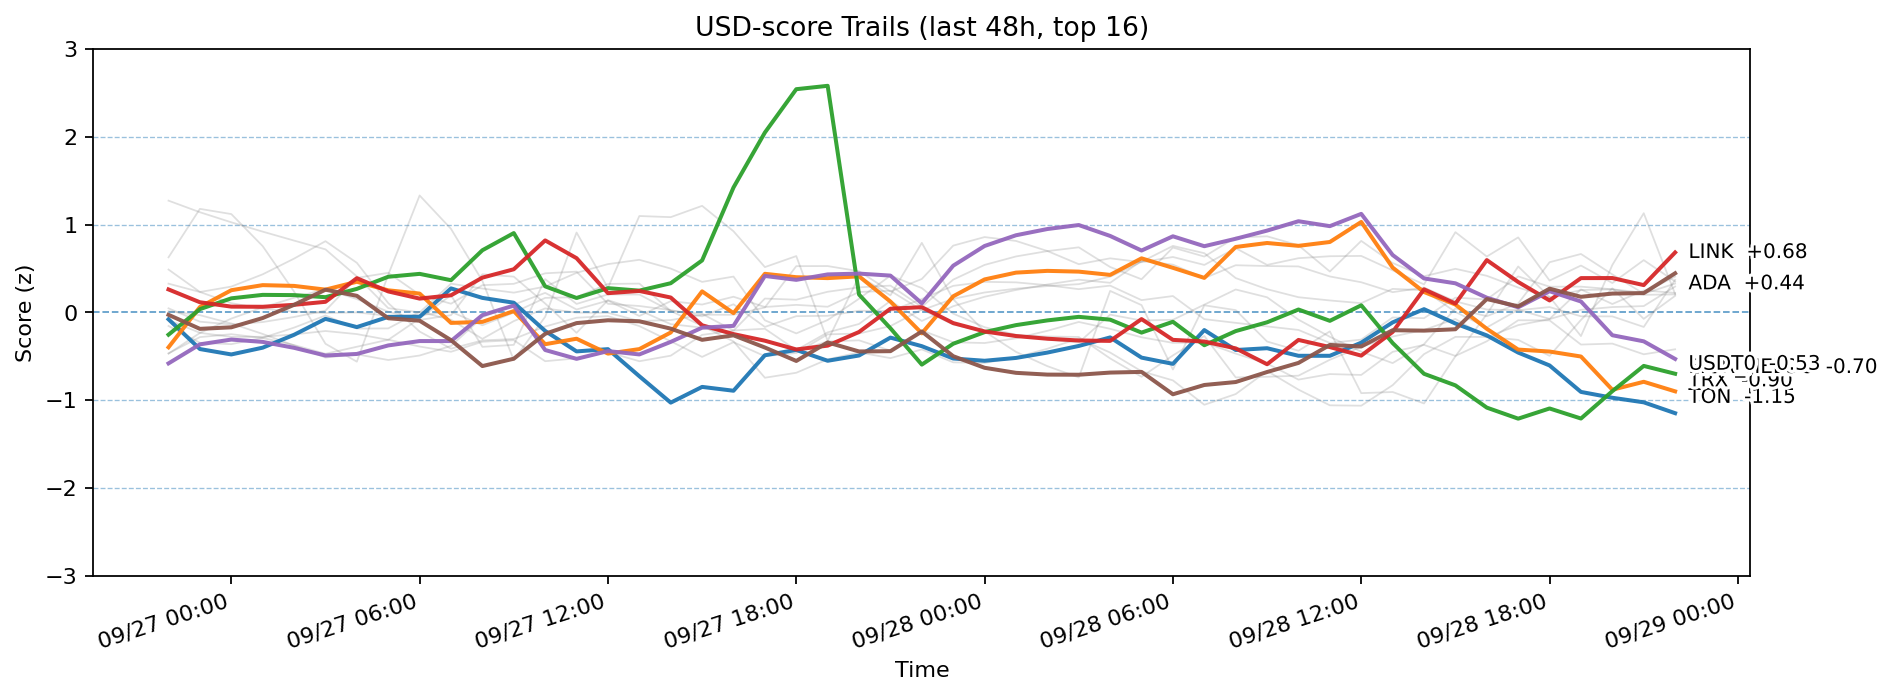 USD-score Trails (last 48h, top 16)
Score (z)
3
2
1
0
−1
−2
−3
LINK +0.68
ADA +0.44
USDT0 -0.53
-0.70
TRX -0.90
TON -1.15
09/27 00:00
09/27 06:00
09/27 12:00
09/27 18:00
09/28 00:00
09/28 06:00
09/28 12:00
09/28 18:00
09/29 00:00
Time